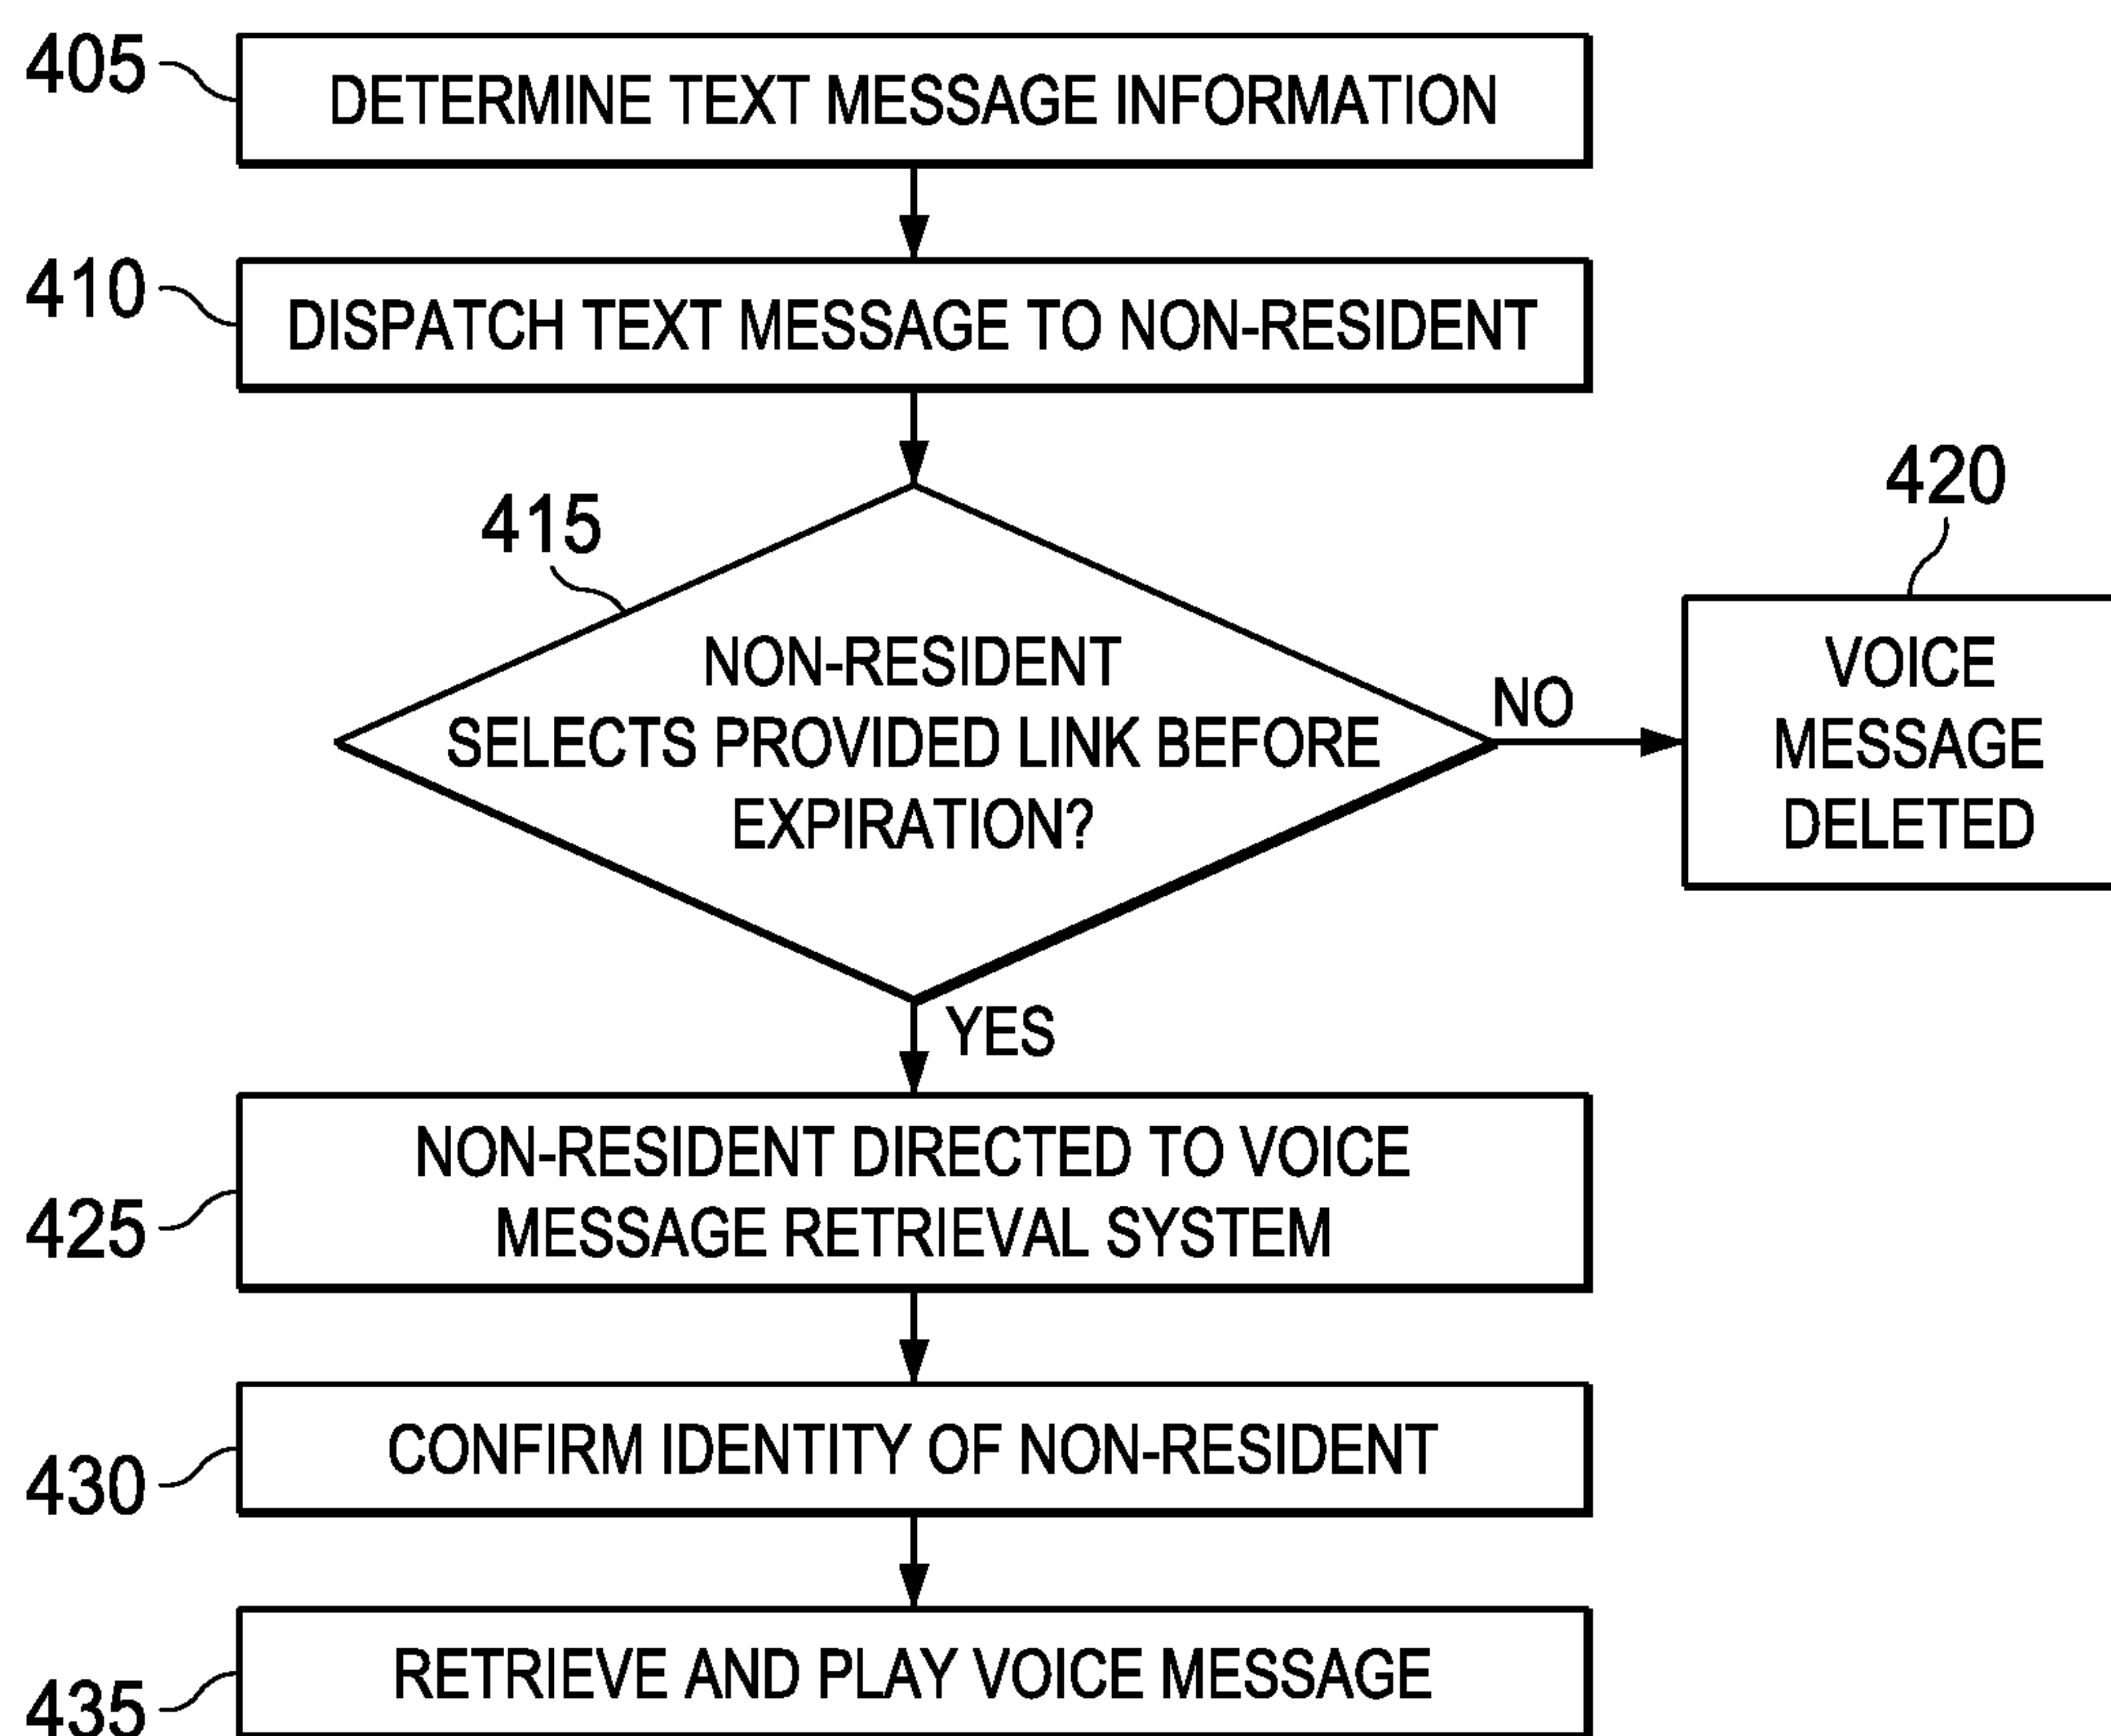 405
DETERMINE TEXT MESSAGE INFORMATION
410
DISPATCH TEXT MESSAGE TO NON-RESIDENT
415
NON-RESIDENT
SELECTS PROVIDED LINK BEFORE
EXPIRATION?
NO
420
VOICE
MESSAGE
DELETED
YES
425
NON-RESIDENT DIRECTED TO VOICE
MESSAGE RETRIEVAL SYSTEM
430
CONFIRM IDENTITY OF NON-RESIDENT
435
RETRIEVE AND PLAY VOICE MESSAGE